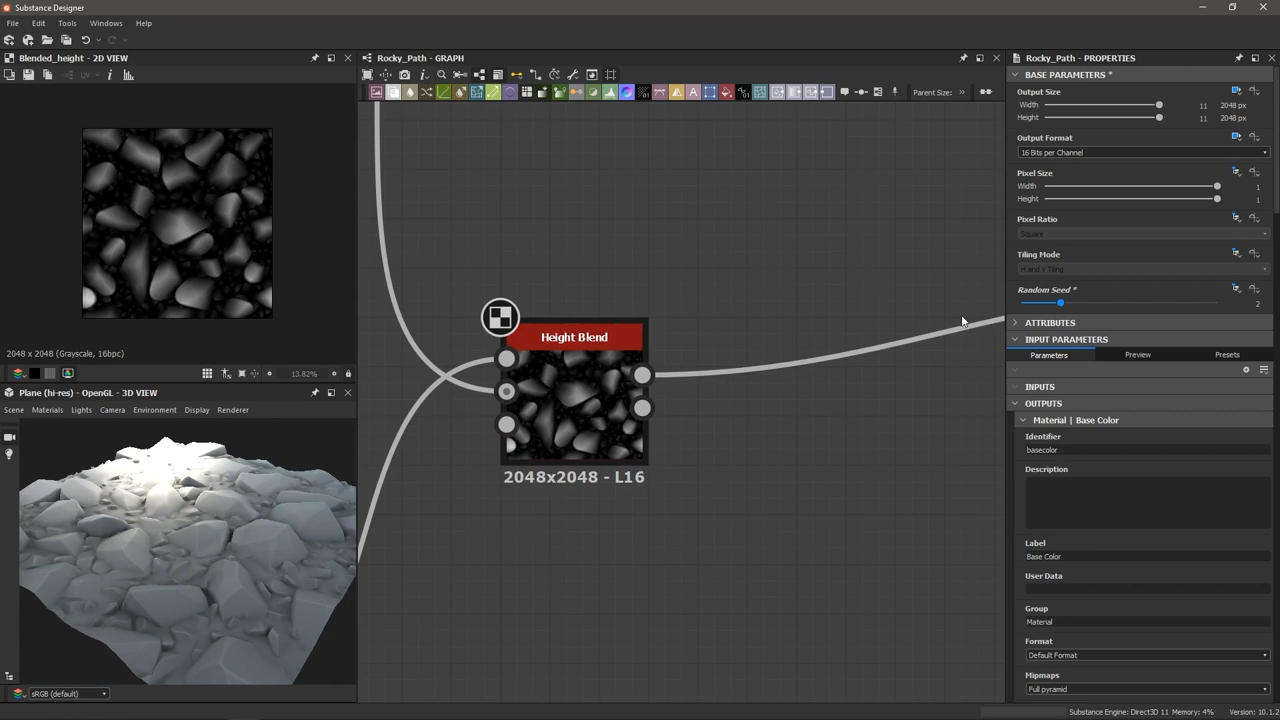 Substance Designer
File Edit Tools Windows Help
Blended_height - 2D VIEW
UV
2048 x 2048 (Grayscale, 16bpc)
13.82%
Plane (hi-res) - OpenGL - 3D VIEW
Scene Materials Lights Camera Environment Display Renderer
sRGB (default)
Rocky_Path - GRAPH
Parent Size:
Height Blend
2048x2048 - L16
Rocky_Path - PROPERTIES
BASE PARAMETERS *
Output Size
Width 11 2048 px
Height 11 2048 px
Output Format
16 Bits per Channel
Pixel Size
Width 1
Height 1
Pixel Ratio
Square
Tiling Mode
H and V Tiling
Random Seed *
2
ATTRIBUTES
INPUT PARAMETERS
Parameters Preview Presets
INPUTS
OUTPUTS
Material | Base Color
Identifier
basecolor
Description
Label
Base Color
User Data
Group
Material
Format
Default Format
Mipmaps
Full pyramid
Substance Engine: Direct3D 11 Memory: 4% Version: 10.1.2